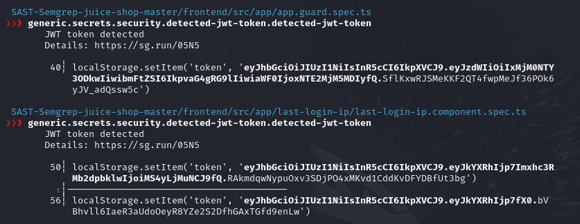 SAST-Semgrep-juice-shop-master/frontend/src/app/app.guard.spec.ts
❯❯❱ generic.secrets.security.detected-jwt-token.detected-jwt-token
JWT token detected
Details: https://sg.run/05N5
40┆ localStorage.setItem('token', 'eyJhbGciOiJIUzI1NiIsInR5cCI6IkpXVCJ9.eyJzdWIiOiIxMjM0NTY
3ODkwIiwibmFtZSI6IkpvaG4gRG9lIiwiaWF0IjoxNTE2MjM5MDIyfQ.SflKxwRJSMeKKF2QT4fwpMeJf36POk6
yJV_adQssw5c')
SAST-Semgrep-juice-shop-master/frontend/src/app/last-login-ip/last-login-ip.component.spec.ts
❯❯❱ generic.secrets.security.detected-jwt-token.detected-jwt-token
JWT token detected
Details: https://sg.run/05N5
50┆ localStorage.setItem('token', 'eyJhbGciOiJIUzI1NiIsInR5cCI6IkpXVCJ9.eyJkYXRhIjp7Imxhc3R
Mb2dpbklwIjoiMS4yLjMuNCJ9fQ.RAkmdqwNypuOxv3SDjPO4xMKvd1CddKvDFYDBfUt3bg')
56┆ localStorage.setItem('token', 'eyJhbGciOiJIUzI1NiIsInR5cCI6IkpXVCJ9.eyJkYXRhIjp7fX0.bV
Bhvll6IaeR3aUdoOeyR8YZe2S2DfhGAxTGfd9enLw')